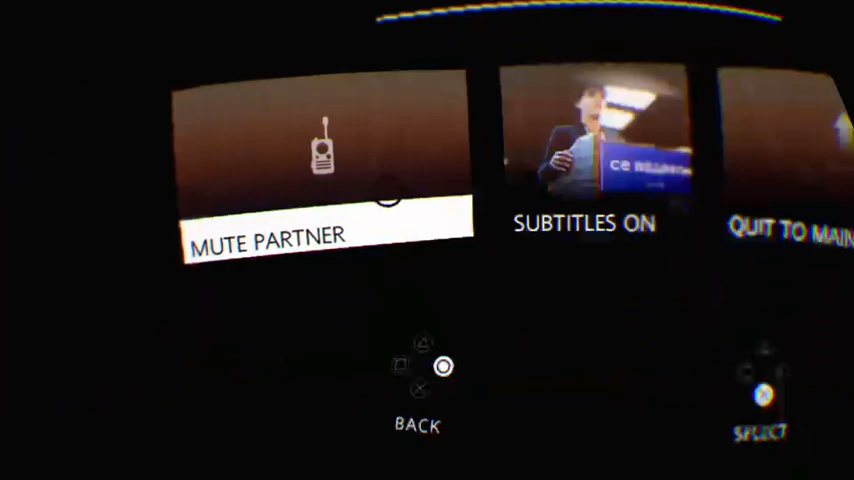 MUTE PARTNER
SUBTITLES ON
QUIT TO MAIN
BACK
SELECT